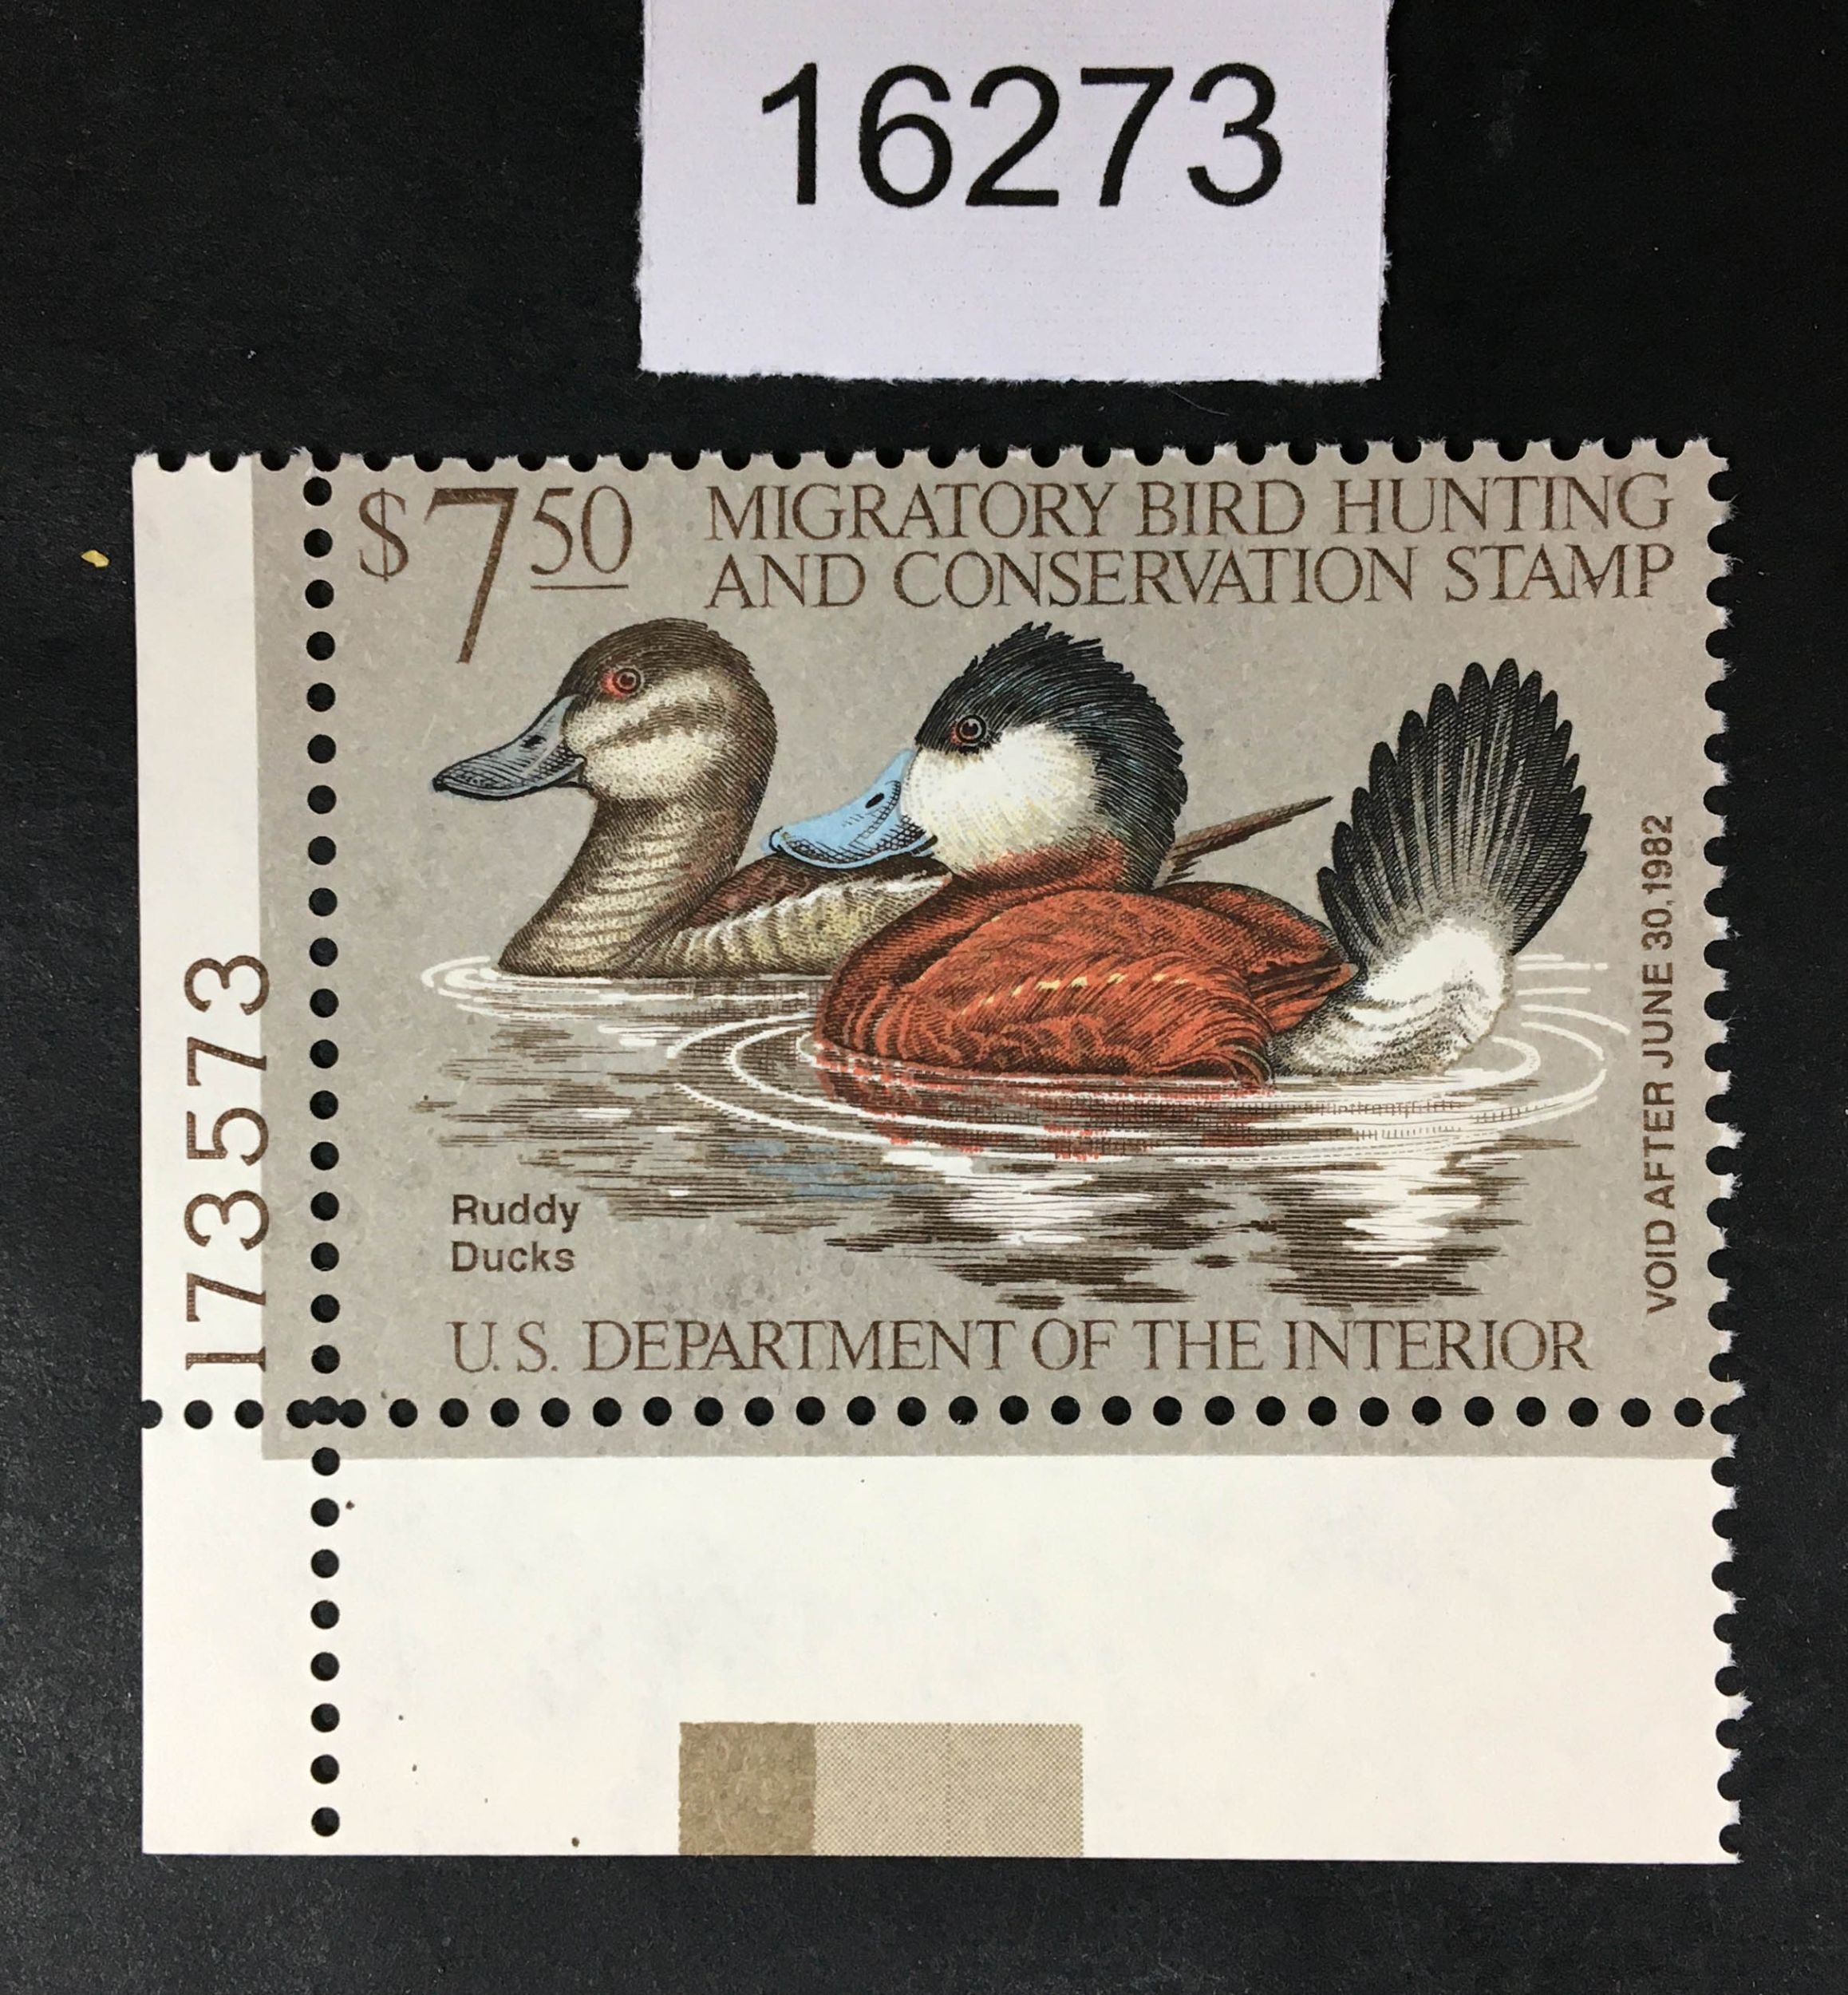 16273
$7.50
MIGRATORY BIRD HUNTING
AND CONSERVATION STAMP
VOID AFTER JUNE 30, 1982
173573
Ruddy
Ducks
U.S. DEPARTMENT OF THE INTERIOR